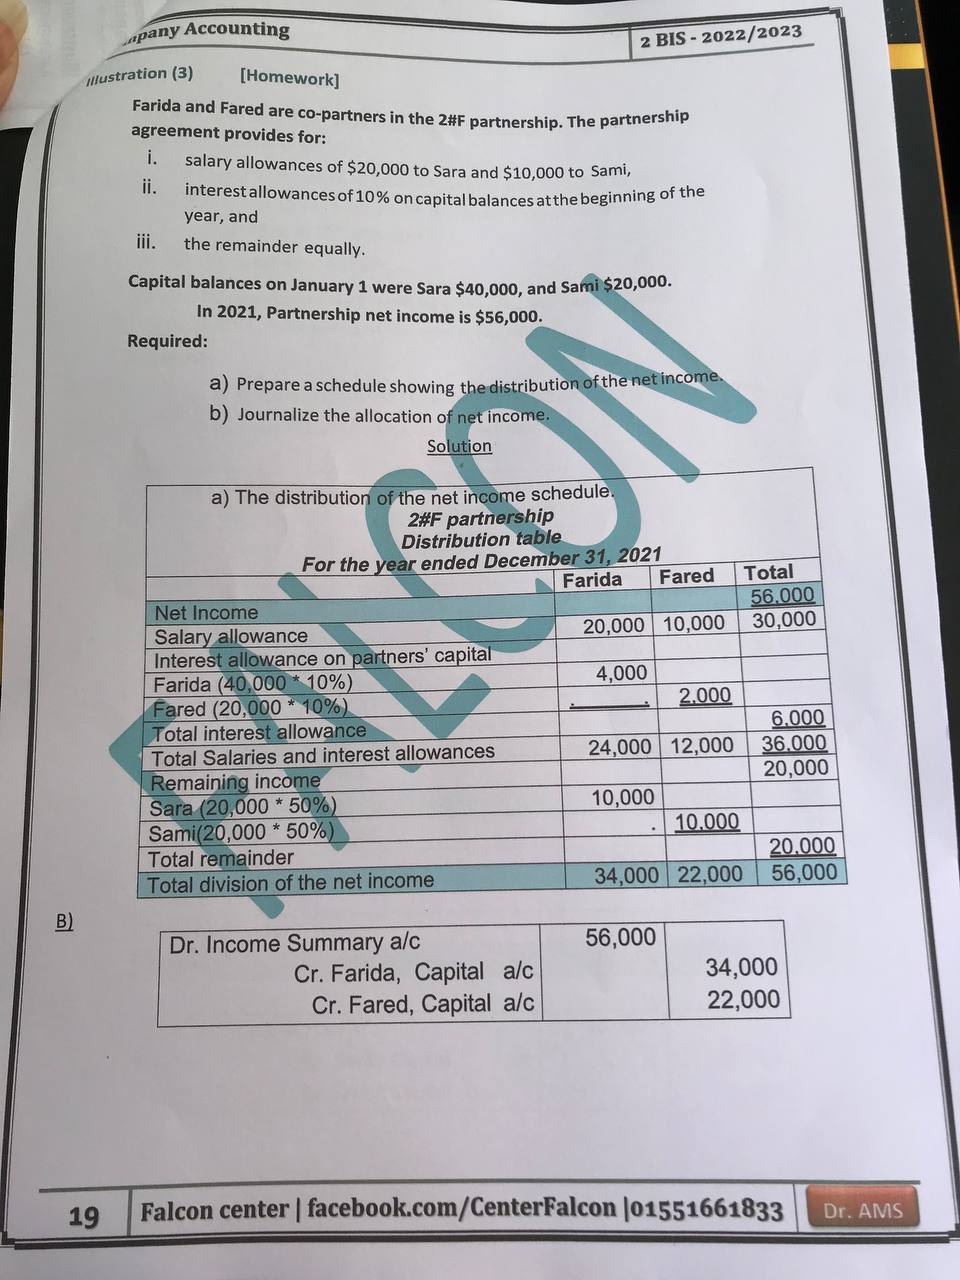 mpany Accounting
2 BIS - 2022/2023
Illustration (3) [Homework]
Farida and Fared are co-partners in the 2#F partnership. The partnership
agreement provides for:
i. salary allowances of $20,000 to Sara and $10,000 to Sami,
ii. interest allowances of 10% on capital balances at the beginning of the
year, and
iii. the remainder equally.
Capital balances on January 1 were Sara $40,000, and Sami $20,000.
In 2021, Partnership net income is $56,000.
Required:
a) Prepare a schedule showing the distribution of the net income.
b) Journalize the allocation of net income.
Solution
a) The distribution of the net income schedule.
2#F partnership
Distribution table
For the year ended December 31, 2021
Farida Fared Total
Net Income 56,000
Salary allowance 20,000 10,000 30,000
Interest allowance on partners' capital
Farida (40,000 * 10%) 4,000
Fared (20,000 * 10%) . . 2,000
Total interest allowance 6,000
Total Salaries and interest allowances 24,000 12,000 36,000
Remaining income 20,000
Sara (20,000 * 50%) 10,000
Sami(20,000 * 50%) . 10,000
Total remainder 20,000
Total division of the net income 34,000 22,000 56,000
B)
Dr. Income Summary a/c 56,000
Cr. Farida, Capital a/c 34,000
Cr. Fared, Capital a/c 22,000
FALCON
19 Falcon center | facebook.com/CenterFalcon |01551661833 Dr. AMS